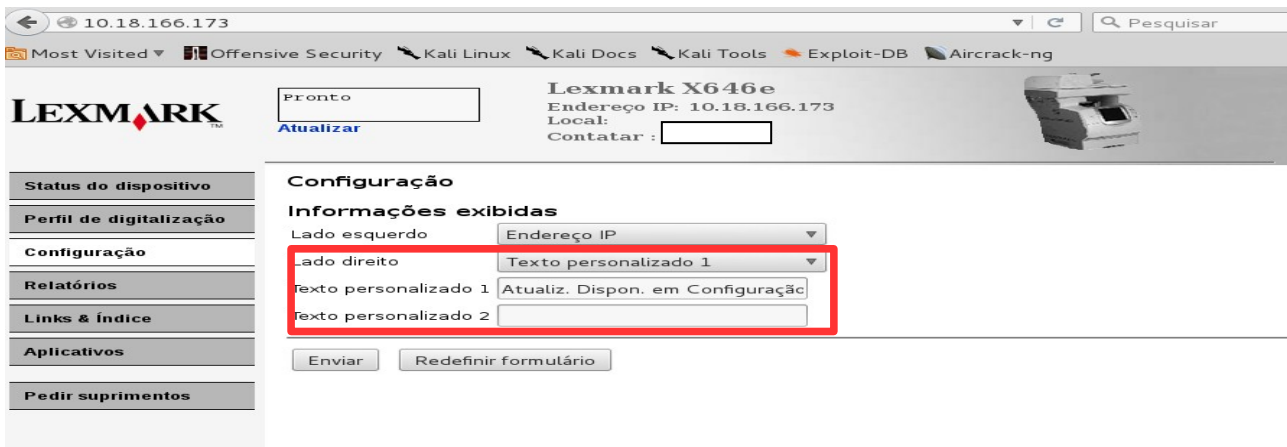 10.18.166.173
Pesquisar
Most Visited Offensive Security Kali Linux Kali Docs Kali Tools Exploit-DB Aircrack-ng
LEXMARK™
Pronto
Atualizar
Lexmark X646e
Endereço IP: 10.18.166.173
Local:
Contatar :
Status do dispositivo
Perfil de digitalização
Configuração
Relatórios
Links & Índice
Aplicativos
Pedir suprimentos
Configuração
Informações exibidas
Lado esquerdo Endereço IP
Lado direito Texto personalizado 1
Texto personalizado 1 Atualiz. Dispon. em Configuração
Texto personalizado 2
Enviar Redefinir formulário